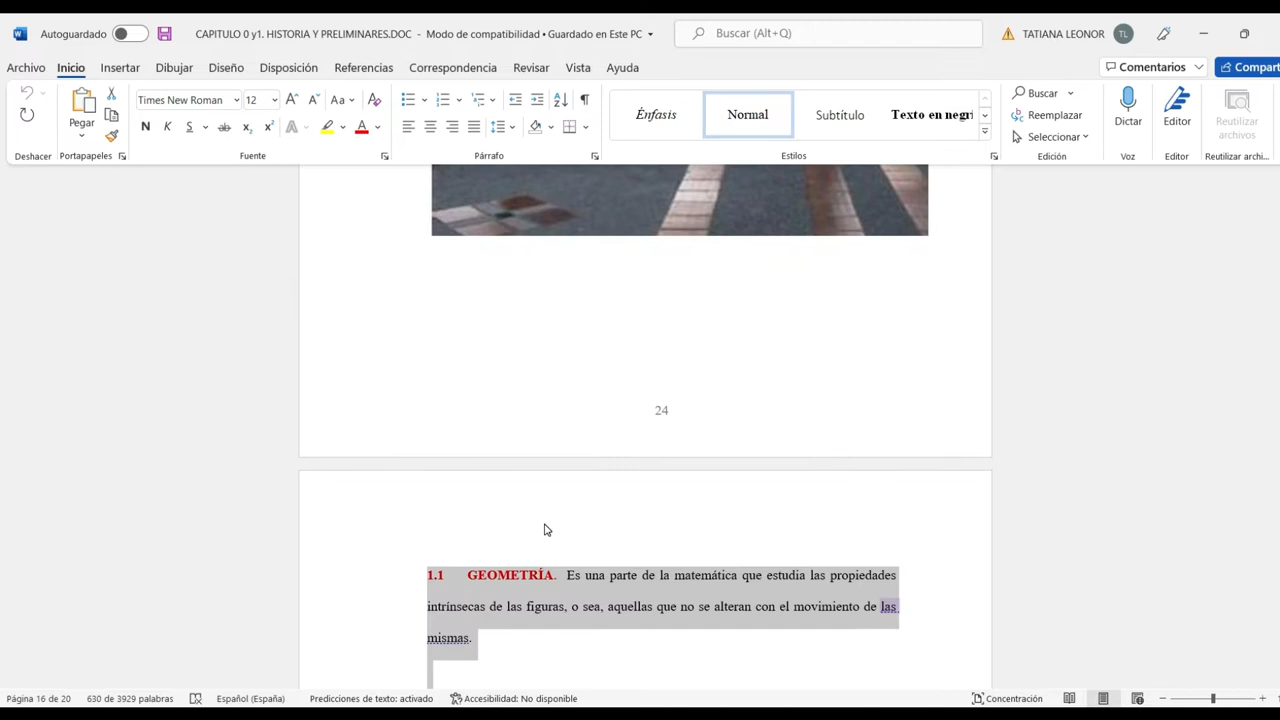 Autoguardado
CAPITULO 0 y1. HISTORIA Y PRELIMINARES.DOC - Modo de compatibilidad • Guardado en Este PC
Buscar (Alt+Q)
TATIANA LEONOR TL
Archivo Inicio Insertar Dibujar Diseño Disposición Referencias Correspondencia Revisar Vista Ayuda
Comentarios Compart
Pegar
Times New Roman 12
Aa
N K S ab x₂ x² A A
Énfasis Normal Subtítulo Texto en negr
Buscar
Reemplazar
Seleccionar
Dictar
Editor
Reutilizar
archivos
Deshacer Portapapeles Fuente Párrafo Estilos Edición Voz Editor Reutilizar archi...
24
1.1 GEOMETRÍA. Es una parte de la matemática que estudia las propiedades
intrínsecas de las figuras, o sea, aquellas que no se alteran con el movimiento de las
mismas.
Página 16 de 20 630 de 3929 palabras Español (España) Predicciones de texto: activado Accesibilidad: No disponible Concentración